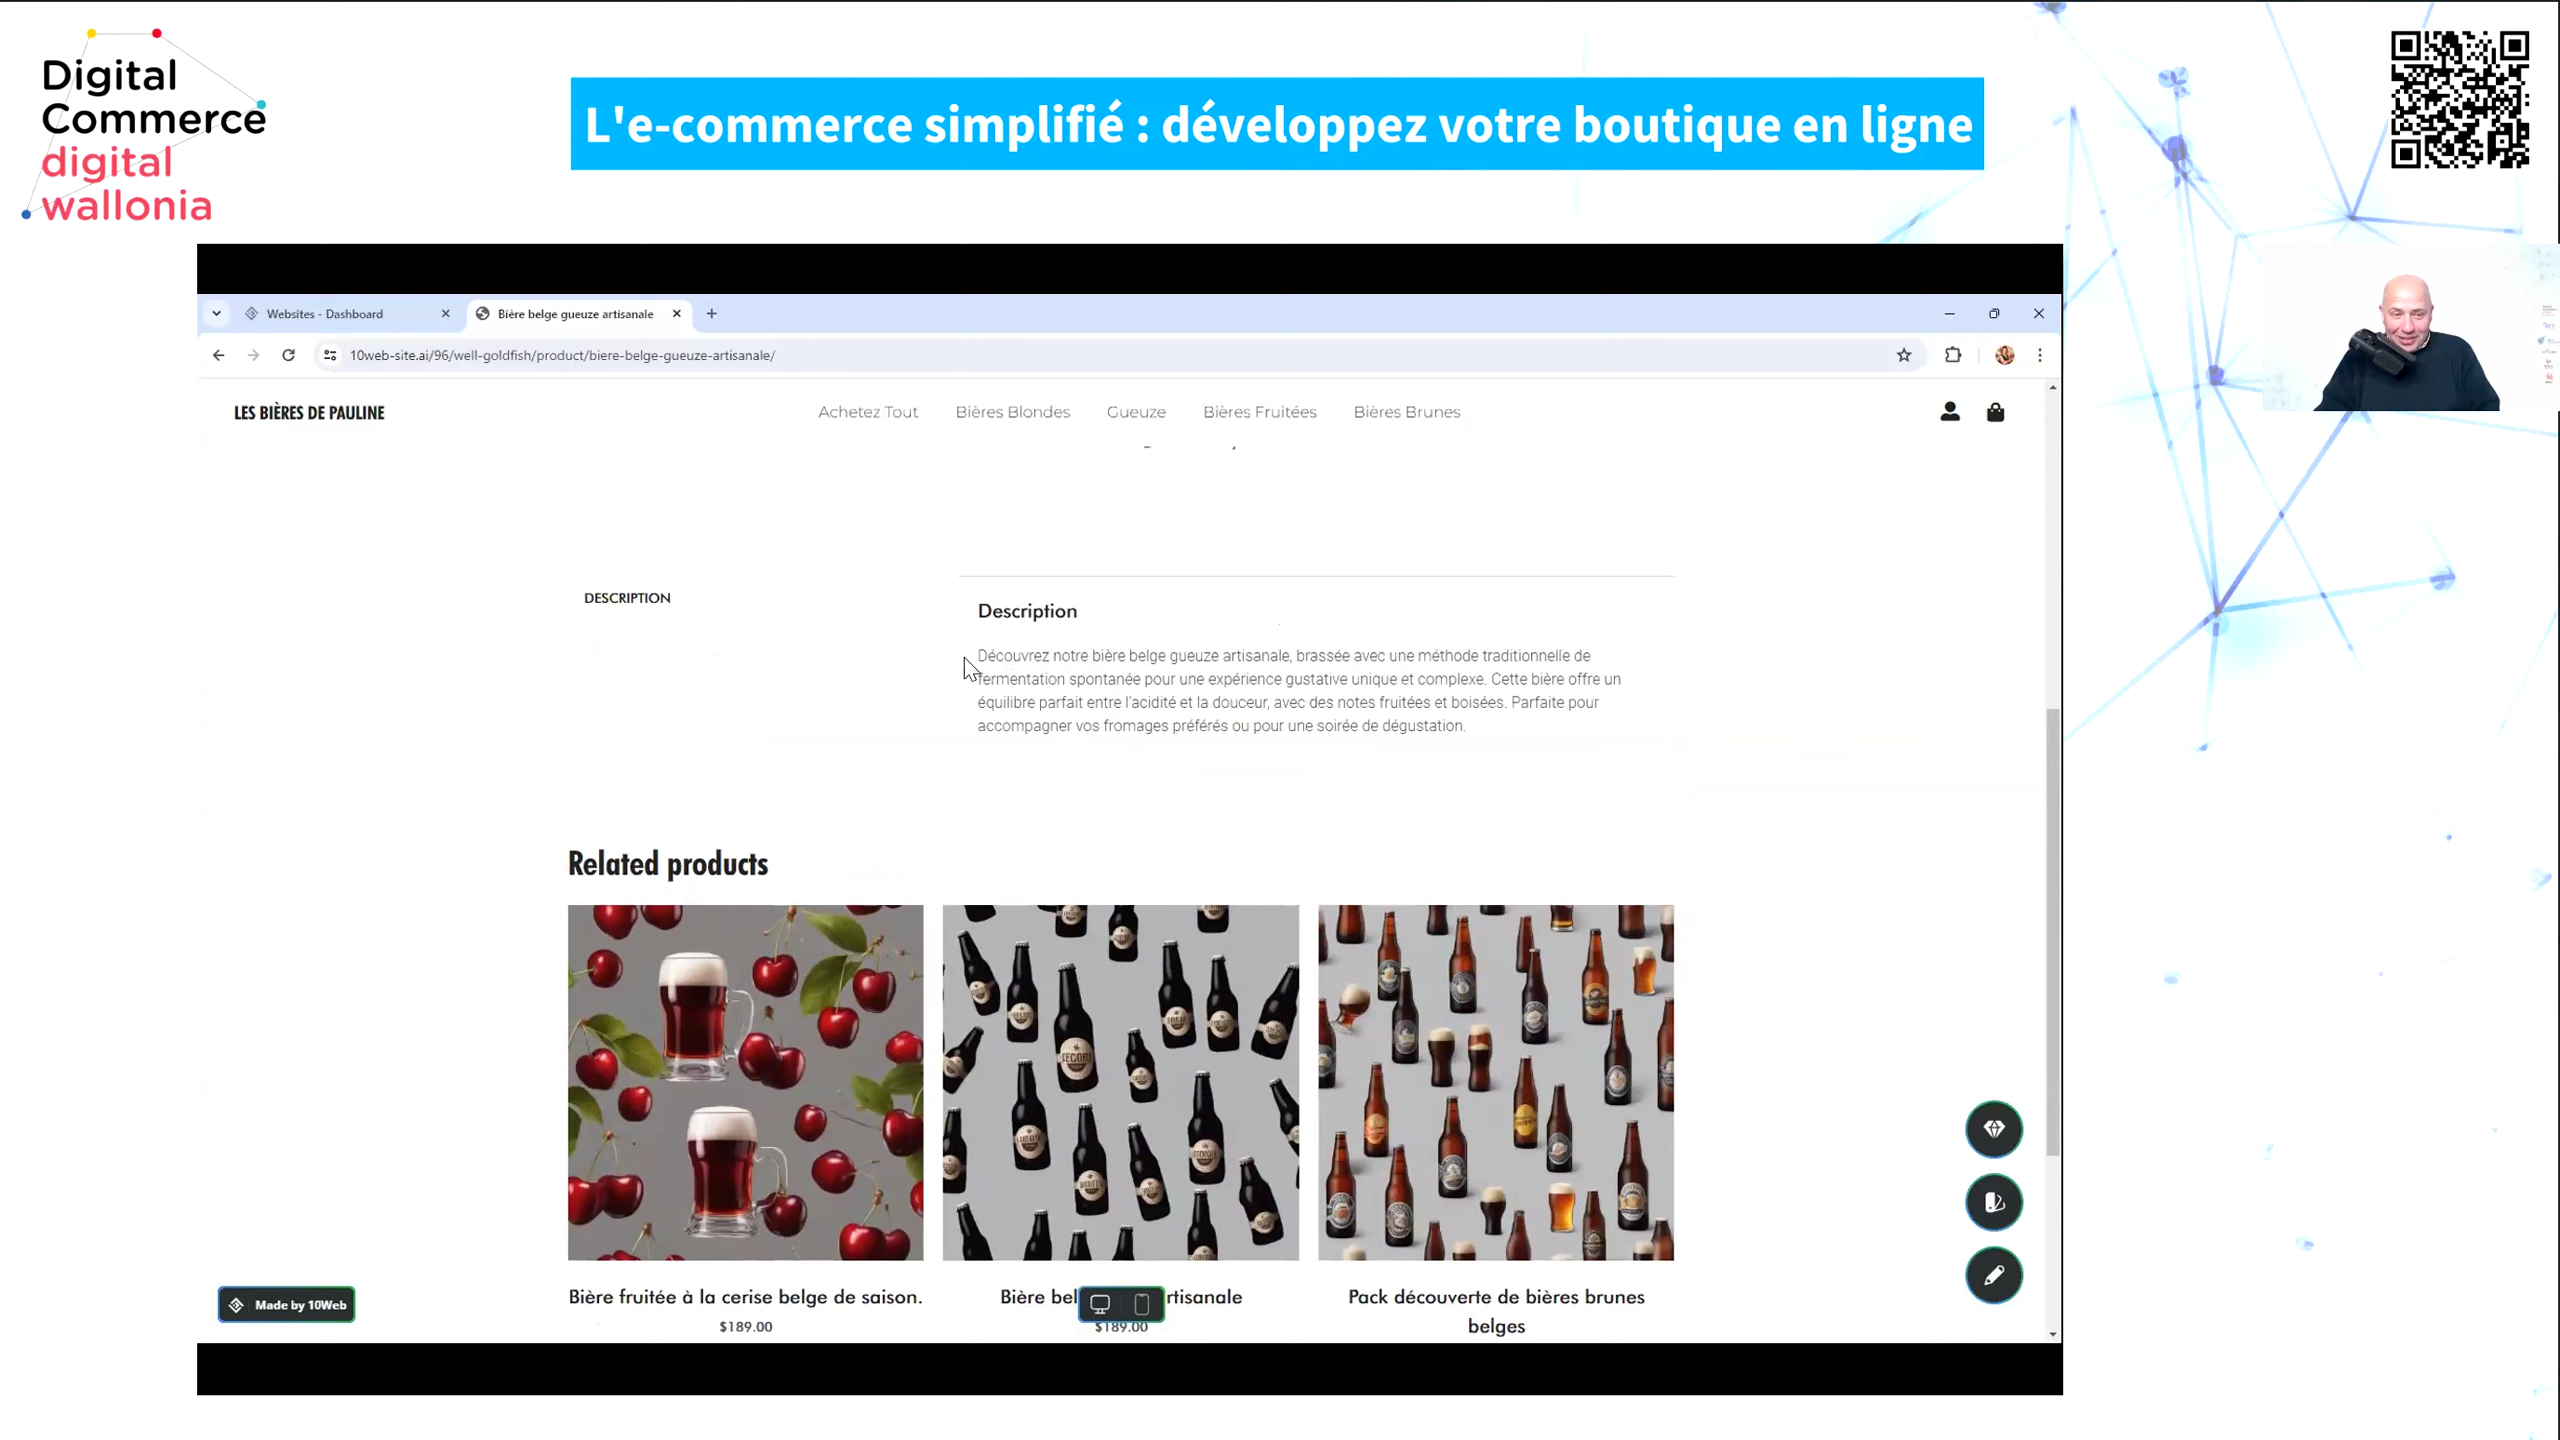 Digital
Commerce
digital
wallonia
L'e-commerce simplifié : développez votre boutique en ligne
Websites - Dashboard
Bière belge gueuze artisanale
10web-site.ai/96/well-goldfish/product/biere-belge-gueuze-artisanale/
LES BIÈRES DE PAULINE
Achetez Tout
Bières Blondes
Gueuze
Bières Fruitées
Bières Brunes
DESCRIPTION
Description
Découvrez notre bière belge gueuze artisanale, brassée avec une méthode traditionnelle de
fermentation spontanée pour une expérience gustative unique et complexe. Cette bière offre un
équilibre parfait entre l'acidité et la douceur, avec des notes fruitées et boisées. Parfaite pour
accompagner vos fromages préférés ou pour une soirée de dégustation.
Related products
Bière fruitée à la cerise belge de saison.
$189.00
Bière
$189.00
Pack découverte de bières brunes
belges
Made by 10Web